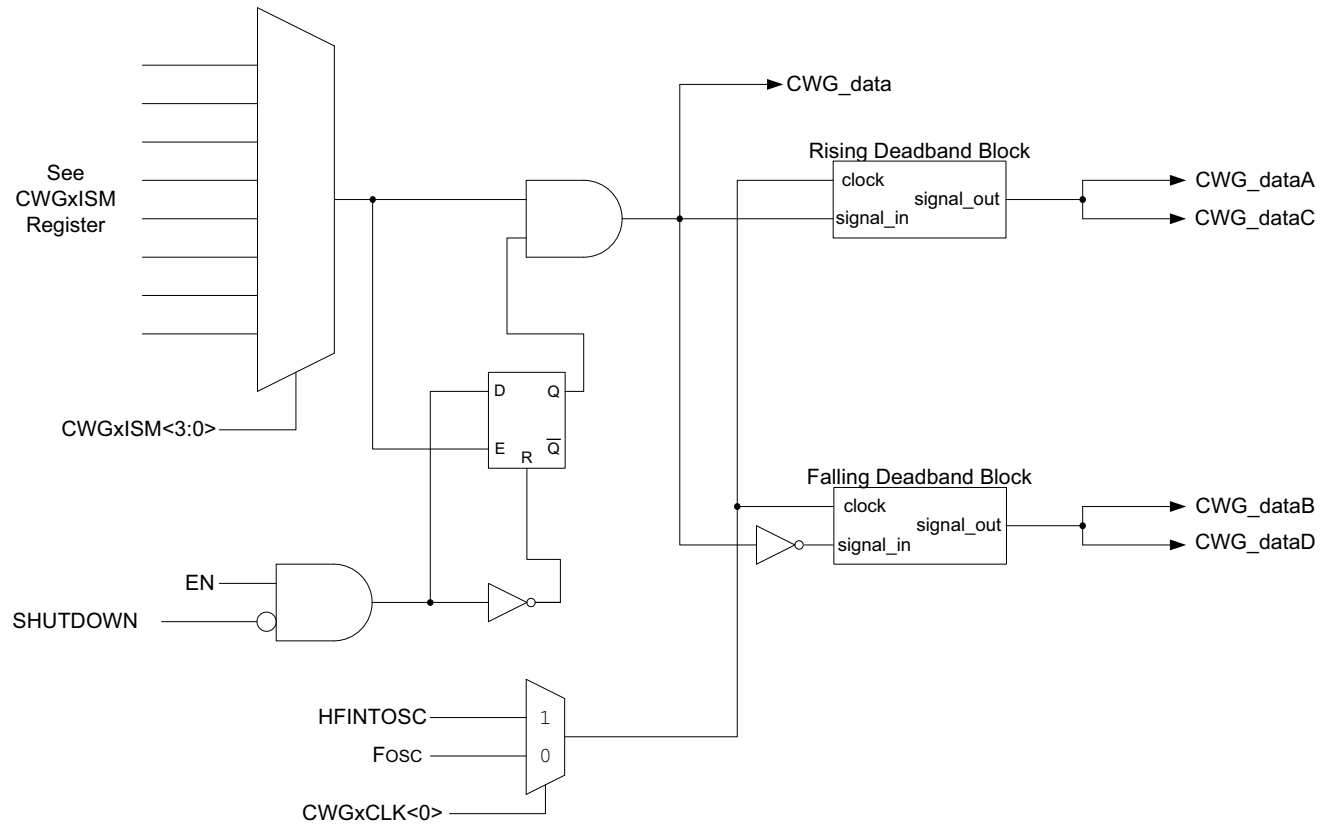 CWG_data
Rising Deadband Block
clock
signal_out
signal_in
CWG_dataA
CWG_dataC
See
CWGxISM
Register
D
Q
E
Q̅
R
CWGxISM<3:0>
Falling Deadband Block
clock
signal_out
signal_in
CWG_dataB
CWG_dataD
EN
SHUTDOWN
HFINTOSC
1
FOSC
0
CWGxCLK<0>